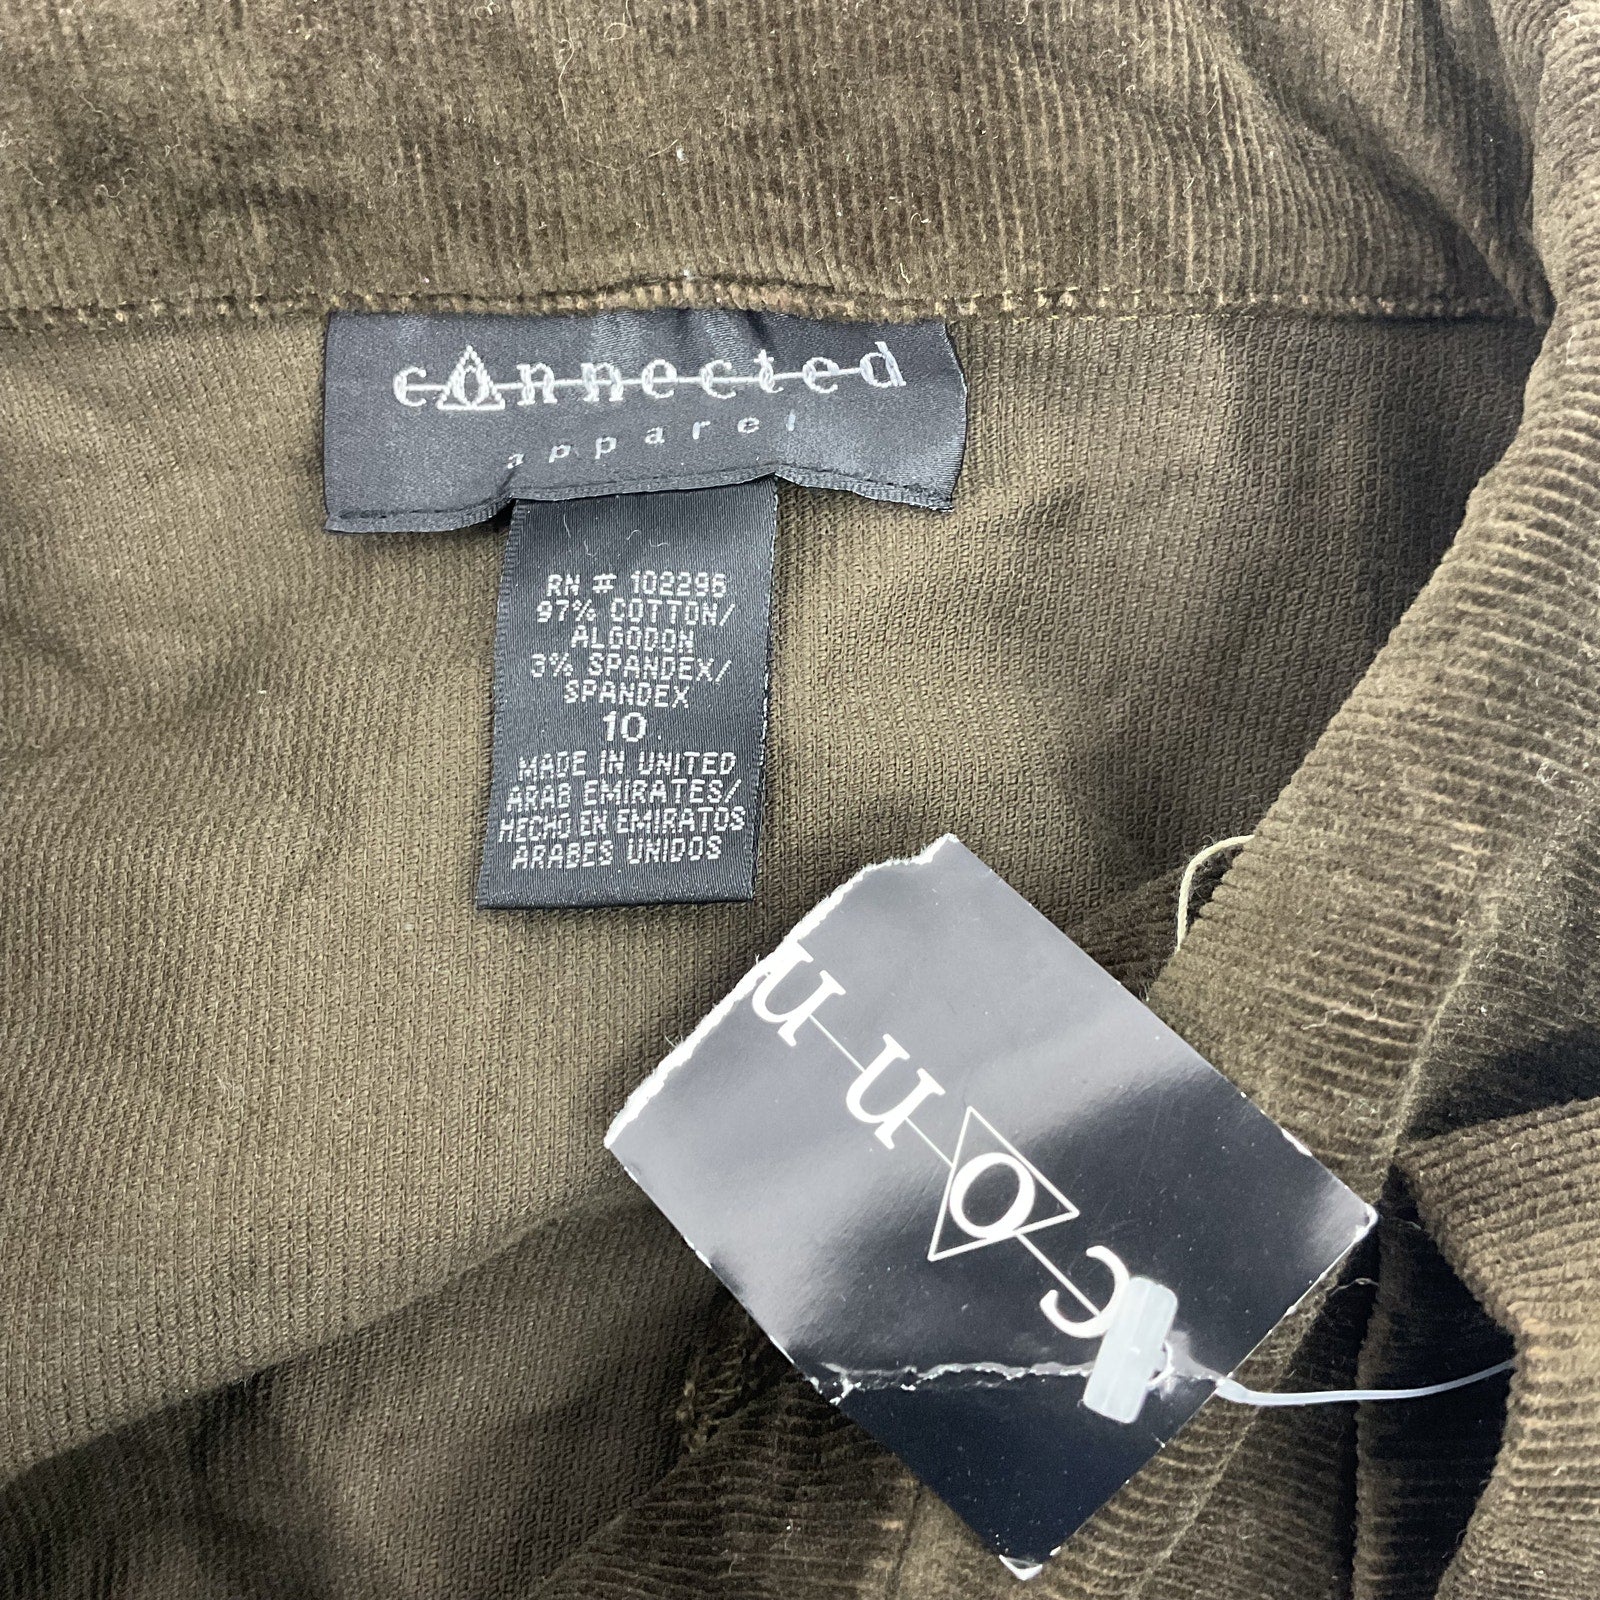 connected
apparel
RN # 102296
97% COTTON/
ALGODON
3% SPANDEX/
SPANDEX
10
MADE IN UNITED
ARAB EMIRATES/
HECHO EN EMIRATOS
ARABES UNIDOS
conn